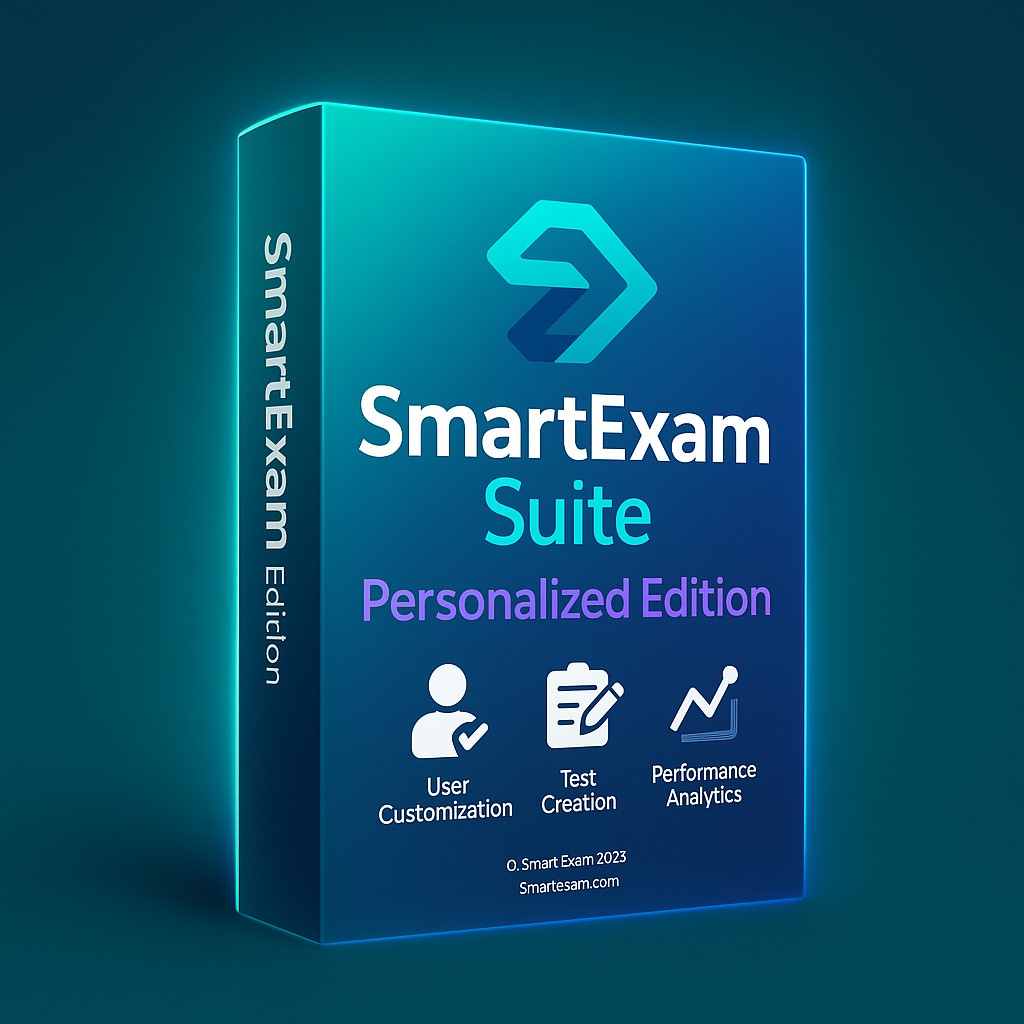 SmartExam Edicton
SmartExam
Suite
Personalized Edition
User
Customization
Test
Creation
Performance
Analytics
O. Smart Exam 2023
Smartesam.com